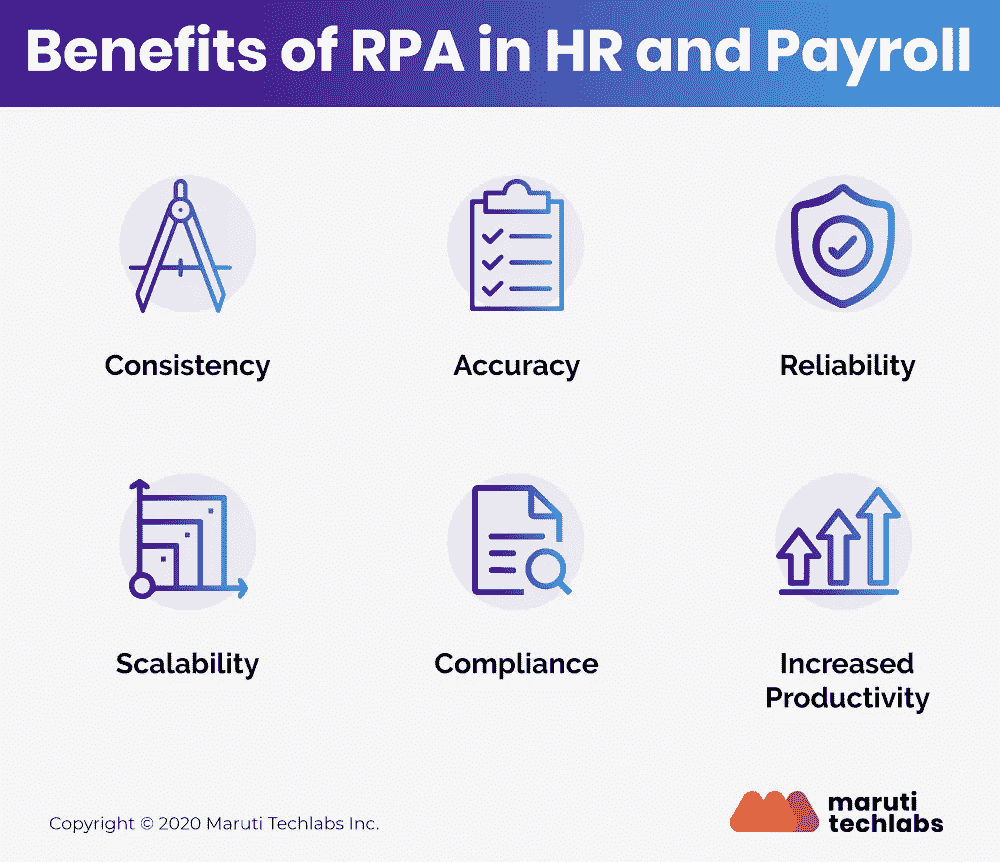 Benefits of RPA in HR and Payroll
Consistency
Accuracy
Reliability
Scalability
Compliance
Increased
Productivity
Copyright © 2020 Maruti Techlabs Inc.
maruti
techlabs